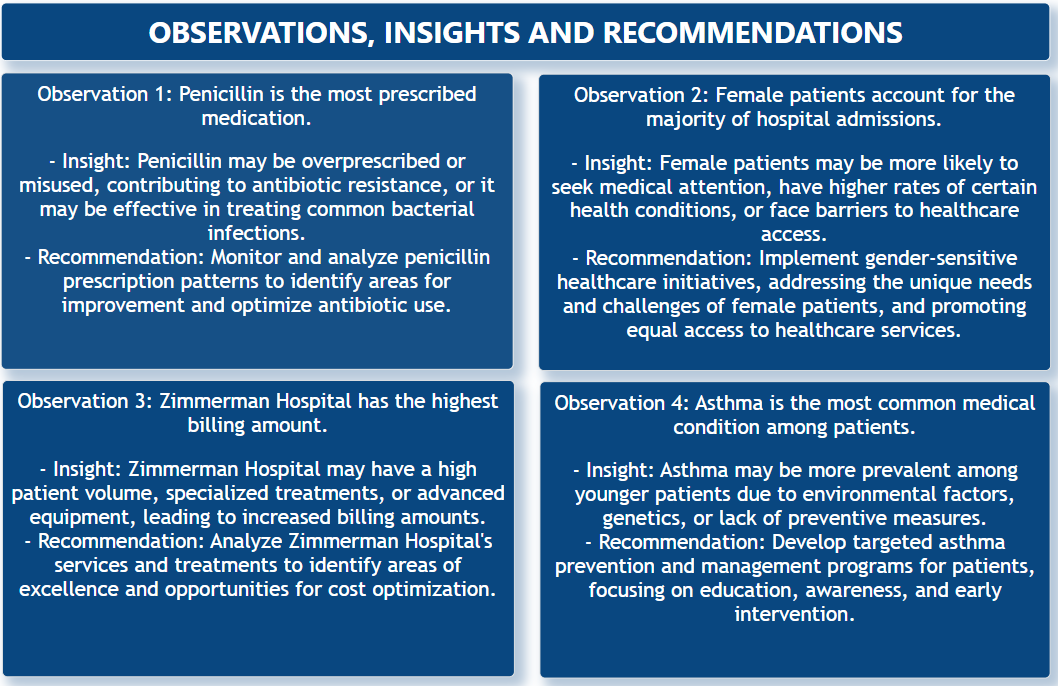 OBSERVATIONS, INSIGHTS AND RECOMMENDATIONS
Observation 1: Penicillin is the most prescribed
medication.
- Insight: Penicillin may be overprescribed or
misused, contributing to antibiotic resistance, or it
may be effective in treating common bacterial
infections.
- Recommendation: Monitor and analyze penicillin
prescription patterns to identify areas for
improvement and optimize antibiotic use.
Observation 2: Female patients account for the
majority of hospital admissions.
- Insight: Female patients may be more likely to
seek medical attention, have higher rates of certain
health conditions, or face barriers to healthcare
access.
- Recommendation: Implement gender-sensitive
healthcare initiatives, addressing the unique needs
and challenges of female patients, and promoting
equal access to healthcare services.
Observation 3: Zimmerman Hospital has the highest
billing amount.
- Insight: Zimmerman Hospital may have a high
patient volume, specialized treatments, or advanced
equipment, leading to increased billing amounts.
- Recommendation: Analyze Zimmerman Hospital's
services and treatments to identify areas of
excellence and opportunities for cost optimization.
Observation 4: Asthma is the most common medical
condition among patients.
- Insight: Asthma may be more prevalent among
younger patients due to environmental factors,
genetics, or lack of preventive measures.
- Recommendation: Develop targeted asthma
prevention and management programs for patients,
focusing on education, awareness, and early
intervention.